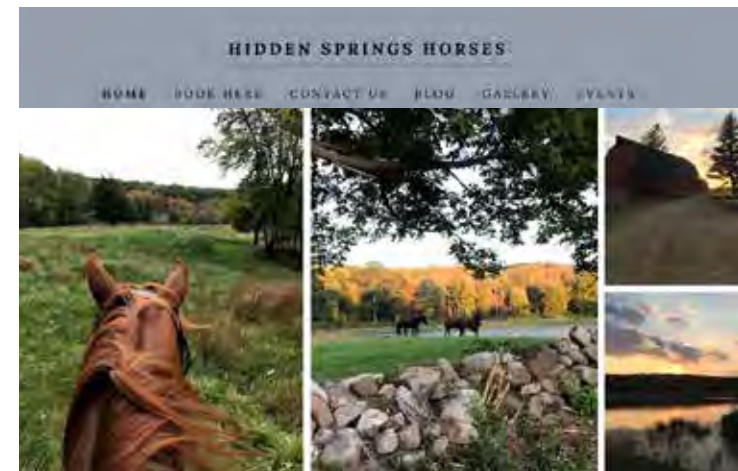 HIDDEN SPRINGS HORSES
HOME BOOK HERE CONTACT US BLOG GALLERY EVENTS